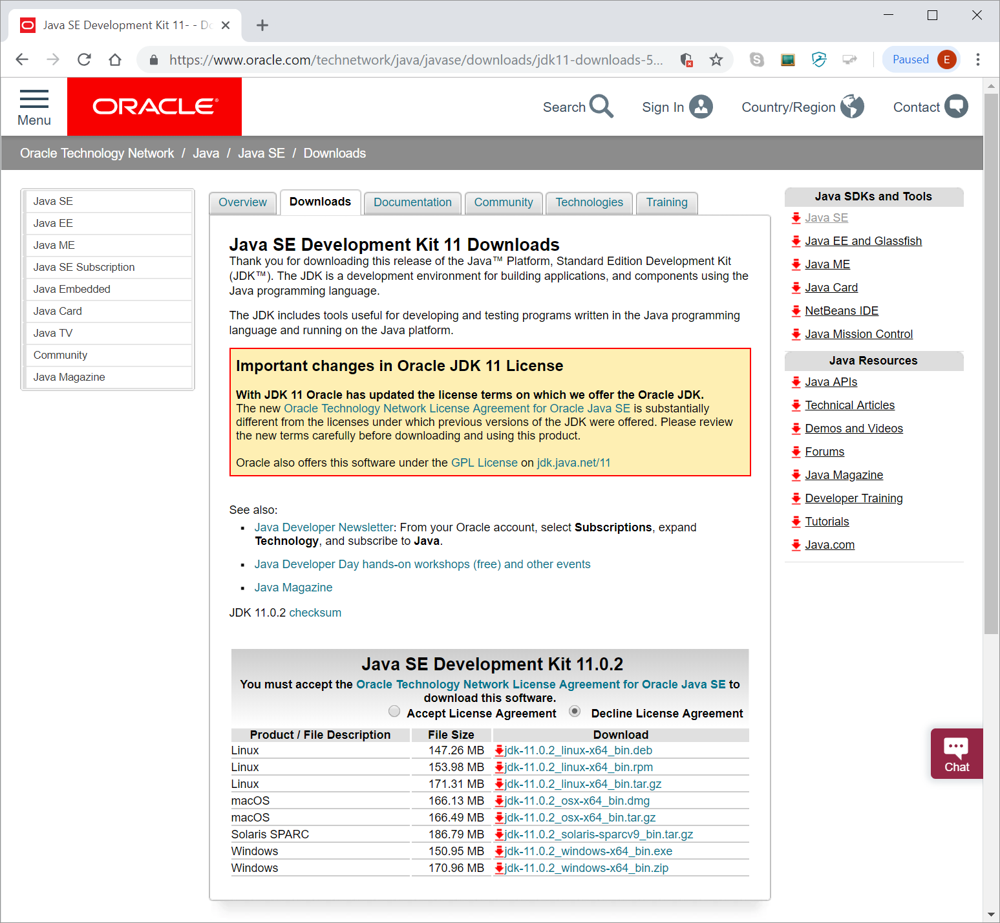 Java SE Development Kit 11- - Do
https://www.oracle.com/technetwork/java/javase/downloads/jdk11-downloads-5...
Paused E
Menu
ORACLE®
Search
Sign In
Country/Region
Contact
Oracle Technology Network / Java / Java SE / Downloads
Java SE
Java EE
Java ME
Java SE Subscription
Java Embedded
Java Card
Java TV
Community
Java Magazine
Overview
Downloads
Documentation
Community
Technologies
Training
Java SE Development Kit 11 Downloads
Thank you for downloading this release of the Java™ Platform, Standard Edition Development Kit
(JDK™). The JDK is a development environment for building applications, and components using the
Java programming language.
The JDK includes tools useful for developing and testing programs written in the Java programming
language and running on the Java platform.
Important changes in Oracle JDK 11 License
With JDK 11 Oracle has updated the license terms on which we offer the Oracle JDK.
The new Oracle Technology Network License Agreement for Oracle Java SE is substantially
different from the licenses under which previous versions of the JDK were offered. Please review
the new terms carefully before downloading and using this product.
Oracle also offers this software under the GPL License on jdk.java.net/11
See also:
Java Developer Newsletter: From your Oracle account, select Subscriptions, expand
Technology, and subscribe to Java.
Java Developer Day hands-on workshops (free) and other events
Java Magazine
JDK 11.0.2 checksum
Java SE Development Kit 11.0.2
You must accept the Oracle Technology Network License Agreement for Oracle Java SE to
download this software.
Accept License Agreement Decline License Agreement
Product / File Description File Size Download
Linux 147.26 MB jdk-11.0.2_linux-x64_bin.deb
Linux 153.98 MB jdk-11.0.2_linux-x64_bin.rpm
Linux 171.31 MB jdk-11.0.2_linux-x64_bin.tar.gz
macOS 166.13 MB jdk-11.0.2_osx-x64_bin.dmg
macOS 166.49 MB jdk-11.0.2_osx-x64_bin.tar.gz
Solaris SPARC 186.79 MB jdk-11.0.2_solaris-sparcv9_bin.tar.gz
Windows 150.95 MB jdk-11.0.2_windows-x64_bin.exe
Windows 170.96 MB jdk-11.0.2_windows-x64_bin.zip
Java SDKs and Tools
Java SE
Java EE and Glassfish
Java ME
Java Card
NetBeans IDE
Java Mission Control
Java Resources
Java APIs
Technical Articles
Demos and Videos
Forums
Java Magazine
Developer Training
Tutorials
Java.com
Chat